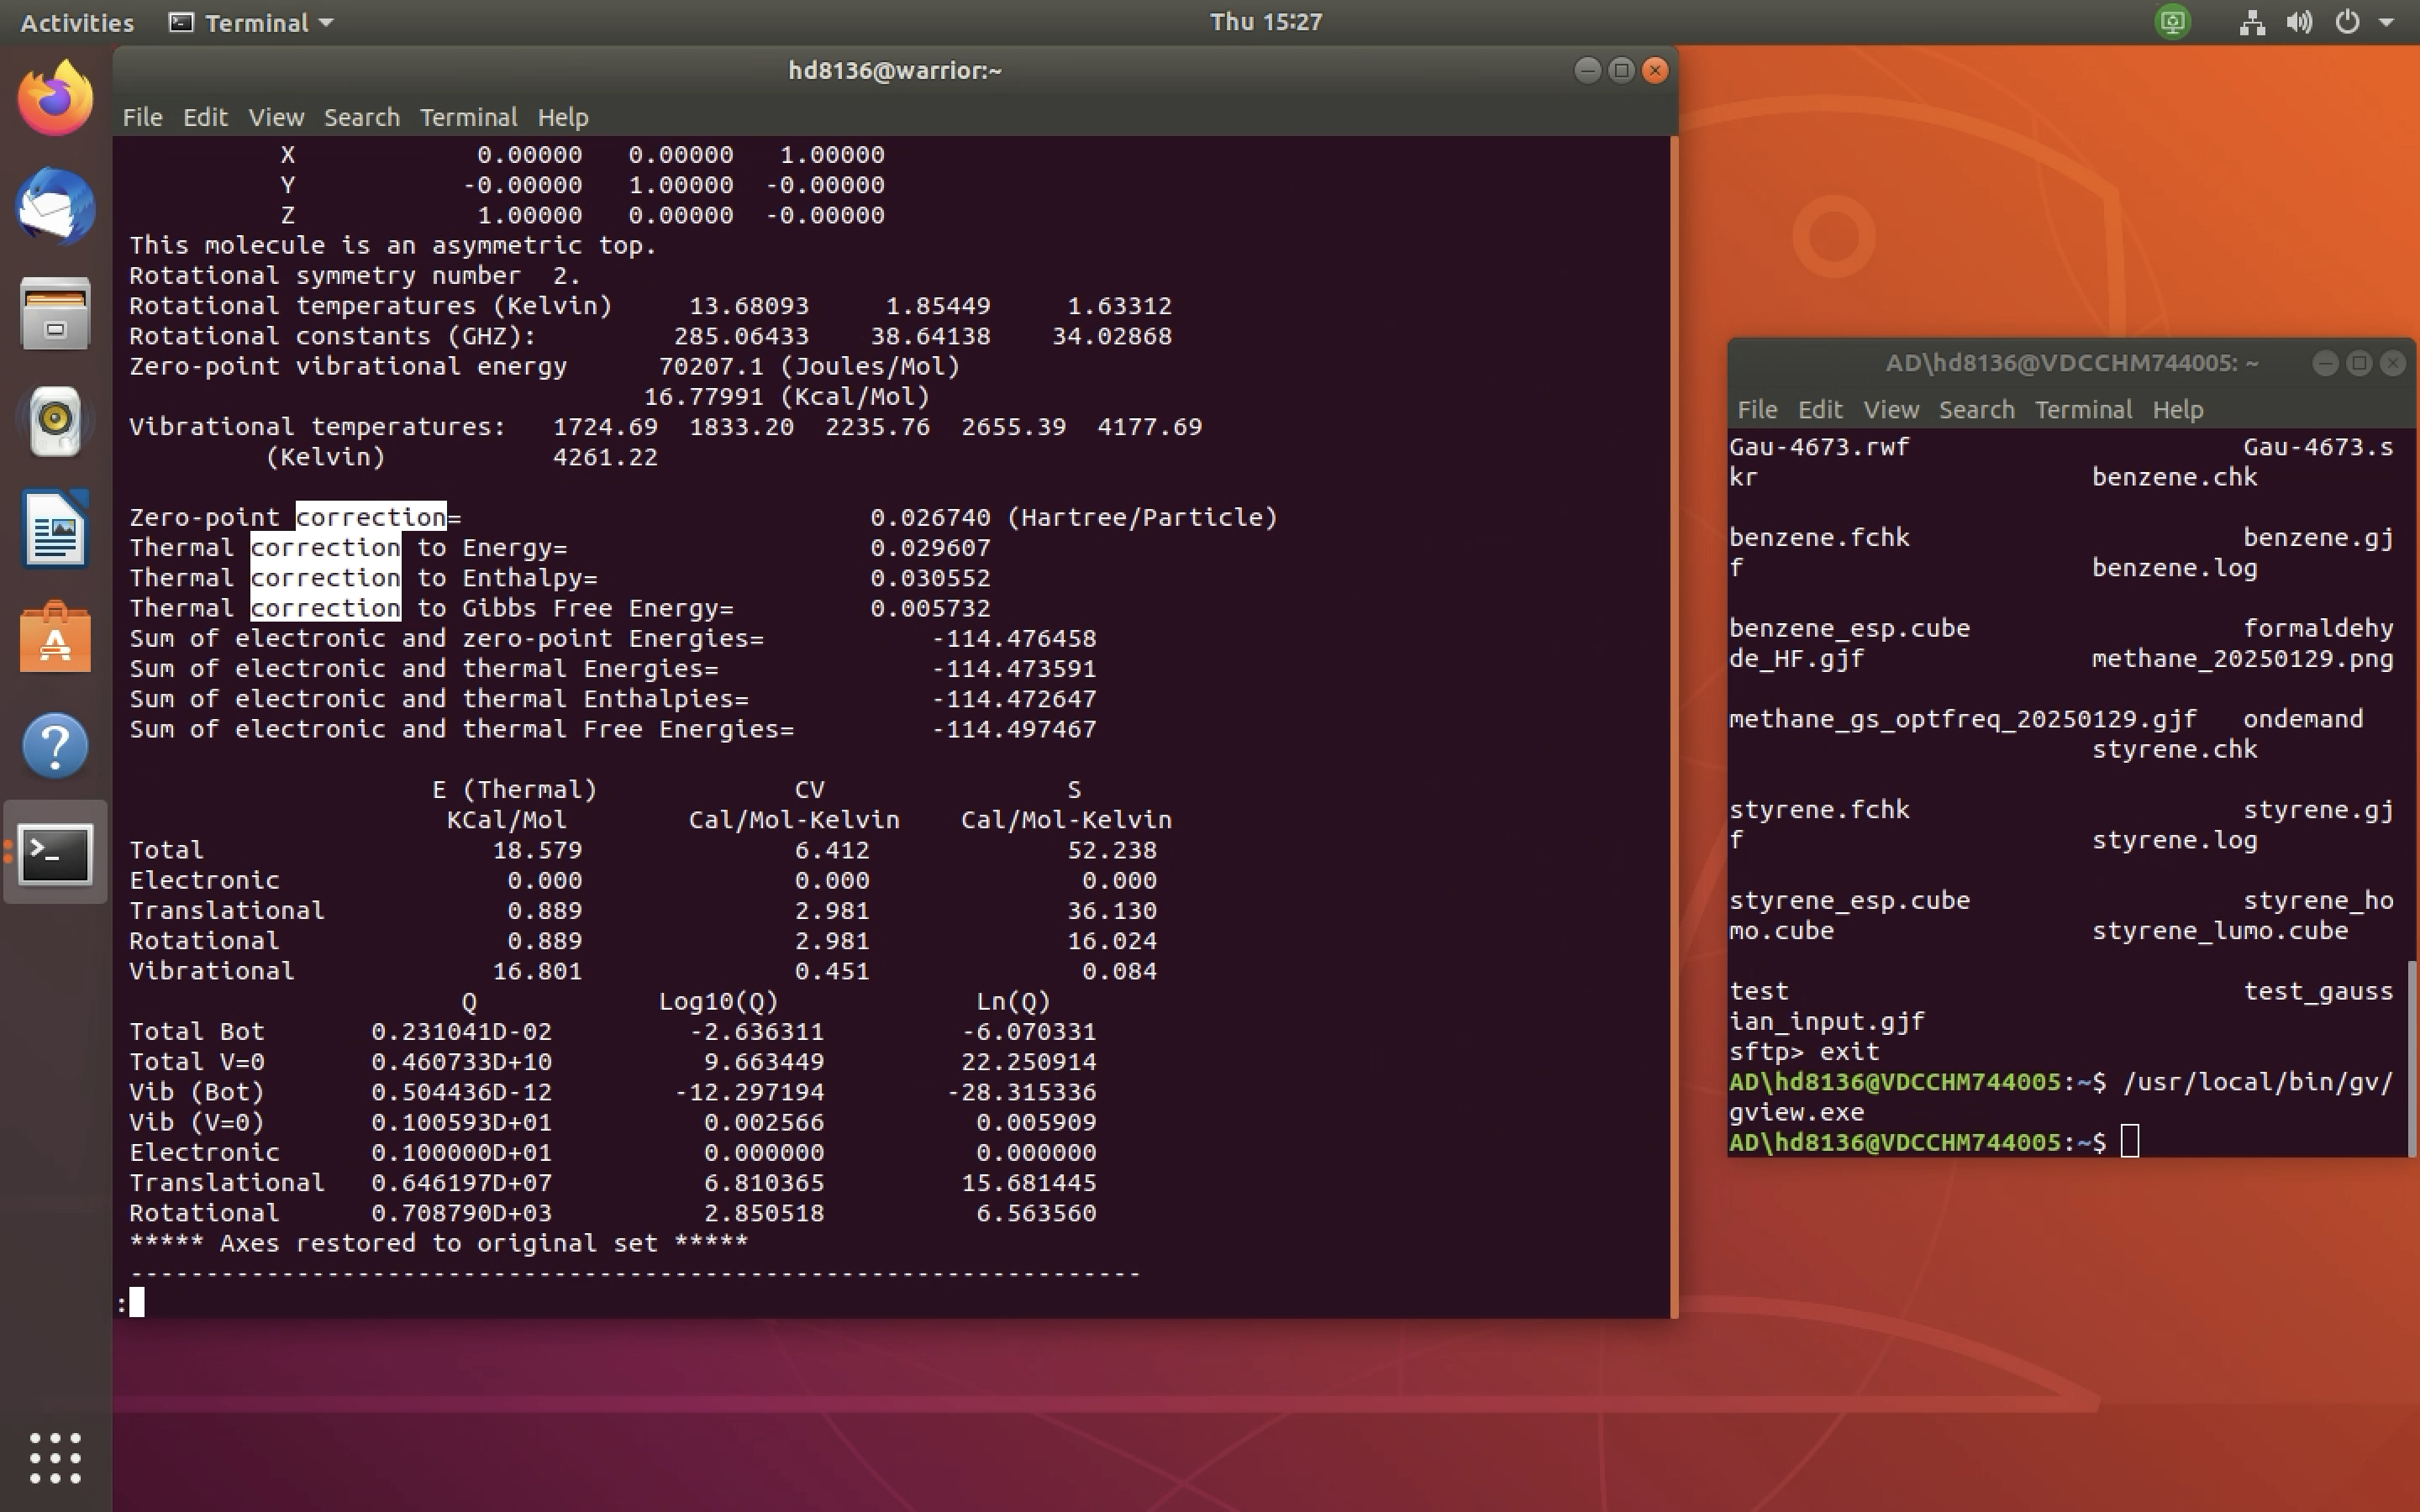 Activities Terminal Thu 15:27
hd8136@warrior:~
File Edit View Search Terminal Help
X 0.00000 0.00000 1.00000
Y -0.00000 1.00000 -0.00000
Z 1.00000 0.00000 -0.00000
This molecule is an asymmetric top.
Rotational symmetry number 2.
Rotational temperatures (Kelvin) 13.68093 1.85449 1.63312
Rotational constants (GHZ): 285.06433 38.64138 34.02868
Zero-point vibrational energy 70207.1 (Joules/Mol)
16.77991 (Kcal/Mol)
Vibrational temperatures: 1724.69 1833.20 2235.76 2655.39 4177.69
(Kelvin) 4261.22
Zero-point correction= 0.026740 (Hartree/Particle)
Thermal correction to Energy= 0.029607
Thermal correction to Enthalpy= 0.030552
Thermal correction to Gibbs Free Energy= 0.005732
Sum of electronic and zero-point Energies= -114.476458
Sum of electronic and thermal Energies= -114.473591
Sum of electronic and thermal Enthalpies= -114.472647
Sum of electronic and thermal Free Energies= -114.497467
E (Thermal) CV S
KCal/Mol Cal/Mol-Kelvin Cal/Mol-Kelvin
Total 18.579 6.412 52.238
Electronic 0.000 0.000 0.000
Translational 0.889 2.981 36.130
Rotational 0.889 2.981 16.024
Vibrational 16.801 0.451 0.084
Q Log10(Q) Ln(Q)
Total Bot 0.231041D-02 -2.636311 -6.070331
Total V=0 0.460733D+10 9.663449 22.250914
Vib (Bot) 0.504436D-12 -12.297194 -28.315336
Vib (V=0) 0.100593D+01 0.002566 0.005909
Electronic 0.100000D+01 0.000000 0.000000
Translational 0.646197D+07 6.810365 15.681445
Rotational 0.708790D+03 2.850518 6.563560
***** Axes restored to original set *****
-------------------------------------------------------------------
:
AD\hd8136@VDCCHM744005: ~
File Edit View Search Terminal Help
Gau-4673.rwf Gau-4673.s
kr benzene.chk
benzene.fchk benzene.gj
f benzene.log
benzene_esp.cube formaldehy
de_HF.gjf methane_20250129.png
methane_gs_optfreq_20250129.gjf ondemand
styrene.chk
styrene.fchk styrene.gj
f styrene.log
styrene_esp.cube styrene_ho
mo.cube styrene_lumo.cube
test test_gauss
ian_input.gjf
sftp> exit
AD\hd8136@VDCCHM744005:~$ /usr/local/bin/gv/
gview.exe
AD\hd8136@VDCCHM744005:~$